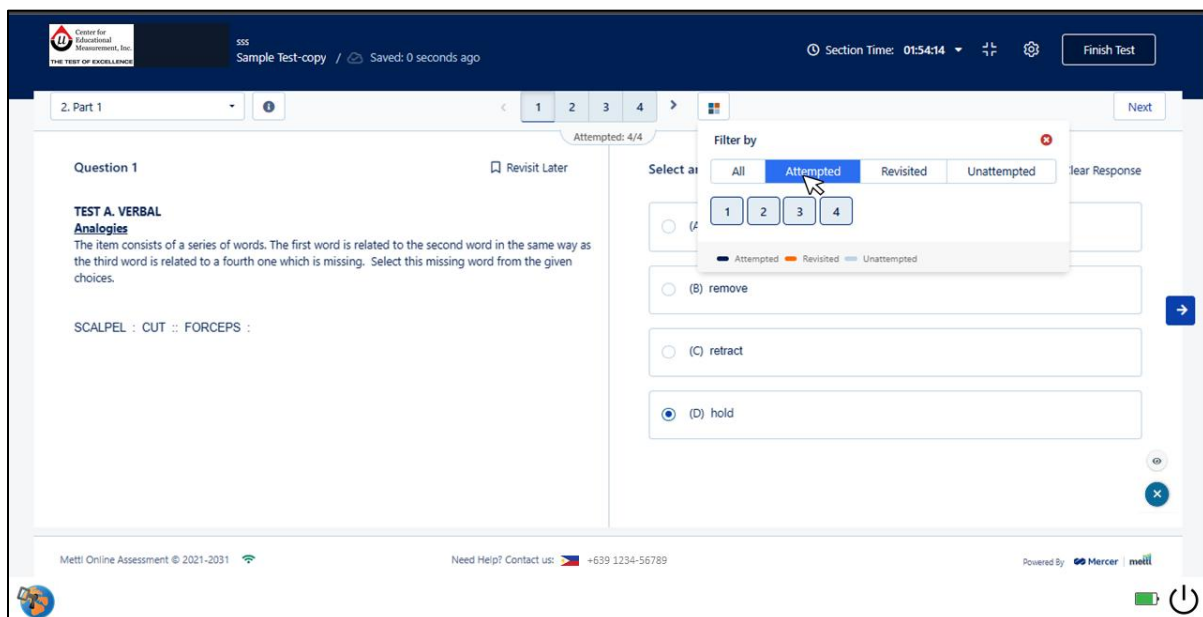 Center for
Educational
Measurement, Inc.
THE TEST OF EXCELLENCE
sss
Sample Test-copy / Saved: 0 seconds ago
Section Time: 01:54:14
Finish Test
2. Part 1
1 2 3 4
Next
Attempted: 4/4
Question 1
Revisit Later
Select
Clear Response
Filter by
All Attempted Revisited Unattempted
1 2 3 4
Attempted Revisited Unattempted
TEST A. VERBAL
Analogies
The item consists of a series of words. The first word is related to the second word in the same way as
the third word is related to a fourth one which is missing. Select this missing word from the given
choices.
SCALPEL : CUT :: FORCEPS :
(B) remove
(C) retract
(D) hold
Mettl Online Assessment © 2021-2031
Need Help? Contact us: +639 1234-56789
Powered By Mercer | mettl